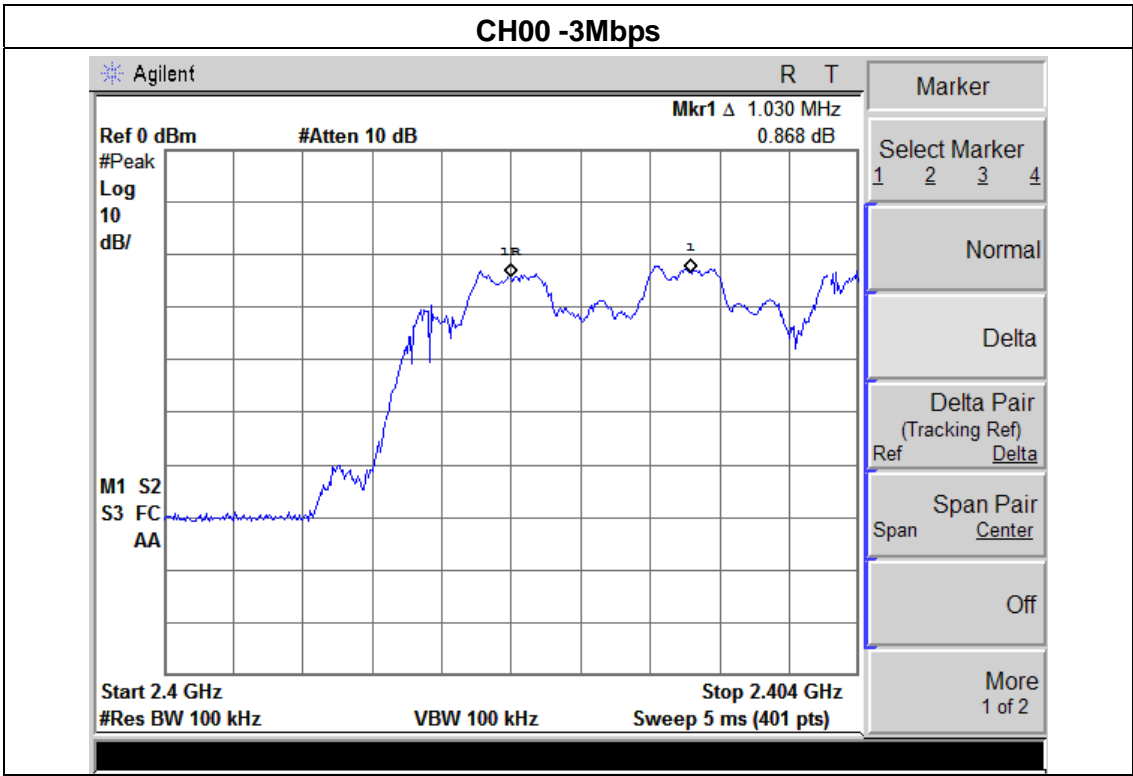 CH00 -3Mbps
Agilent
R T
Mkr1 Δ 1.030 MHz
Ref 0 dBm
#Atten 10 dB
0.868 dB
#Peak
Log
10
dB/
1R
1
M1 S2
S3 FC
AA
Start 2.4 GHz
Stop 2.404 GHz
#Res BW 100 kHz
VBW 100 kHz
Sweep 5 ms (401 pts)
Marker
Select Marker
1 2 3 4
Normal
Delta
Delta Pair
(Tracking Ref)
Ref Delta
Span Pair
Span Center
Off
More
1 of 2